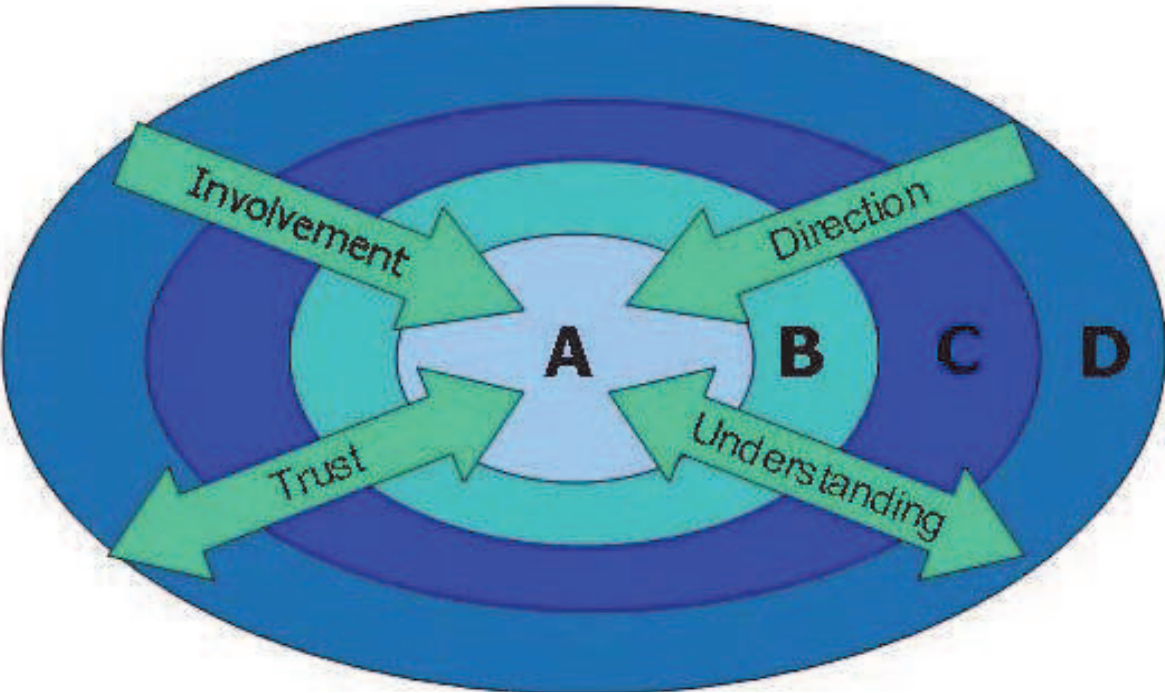 Involvement
Direction
A
B
C
D
Trust
Understanding